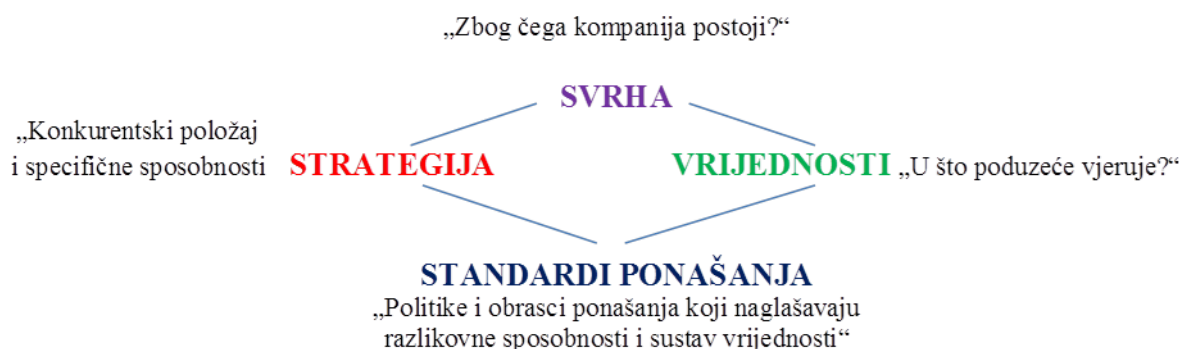 „Zbog čega kompanija postoji?“
SVRHA
„Konkurentski položaj
i specifične sposobnosti
STRATEGIJA
VRIJEDNOSTI
„U što poduzeće vjeruje?“
STANDARDI PONAŠANJA
„Politike i obrasci ponašanja koji naglašavaju
razlikovne sposobnosti i sustav vrijednosti“